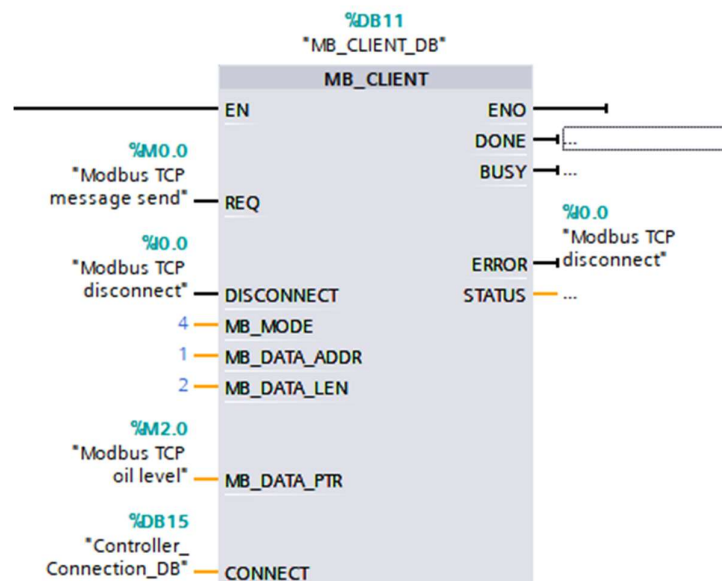 %DB11
"MB_CLIENT_DB"
MB_CLIENT
EN
ENO
DONE
...
%M0.0
"Modbus TCP
message send"
REQ
BUSY
...
%I0.0
"Modbus TCP
disconnect"
DISCONNECT
ERROR
%I0.0
"Modbus TCP
disconnect"
STATUS
...
4
MB_MODE
1
MB_DATA_ADDR
2
MB_DATA_LEN
%M2.0
"Modbus TCP
oil level"
MB_DATA_PTR
%DB15
"Controller_
Connection_DB"
CONNECT